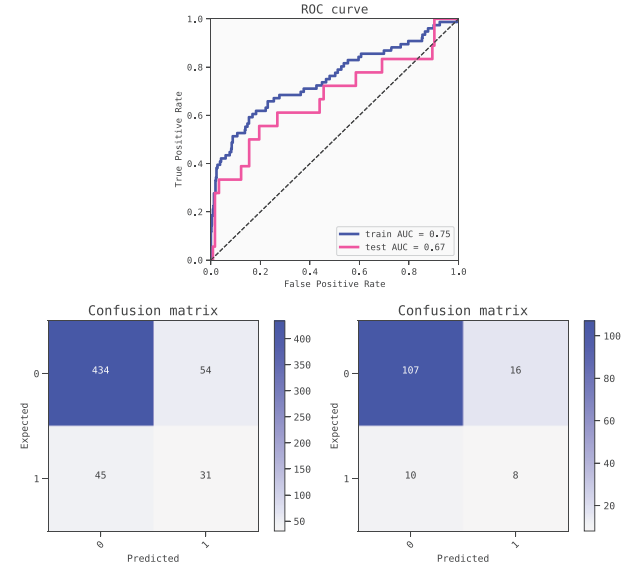 ROC curve
1.0
0.8
0.6
0.4
0.2
0.0
True Positive Rate
train AUC = 0.75
test AUC = 0.67
0.0 0.2 0.4 0.6 0.8 1.0
False Positive Rate
Confusion matrix
434 54
45 31
0
1
Expected
0 1
Predicted
400
350
300
250
200
150
100
50
Confusion matrix
107 16
10 8
0
1
Expected
0 1
Predicted
100
80
60
40
20